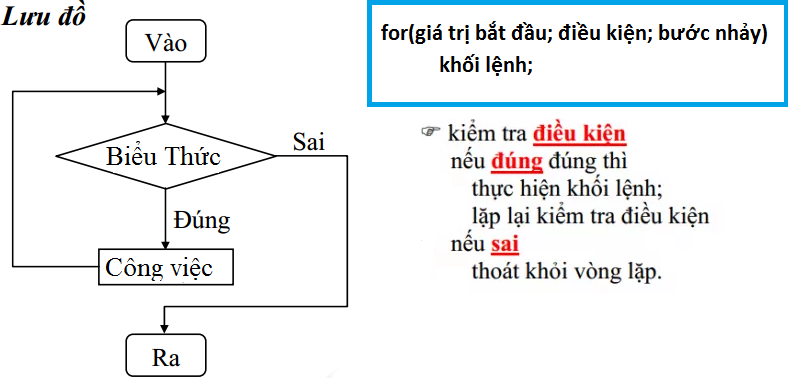 Lưu đồ
Vào
Biểu Thức
Sai
Đúng
Công việc
Ra
for(giá trị bắt đầu; điều kiện; bước nhảy)
khối lệnh;
☞ kiểm tra điều kiện
nếu đúng đúng thì
thực hiện khối lệnh;
lặp lại kiểm tra điều kiện
nếu sai
thoát khỏi vòng lặp.